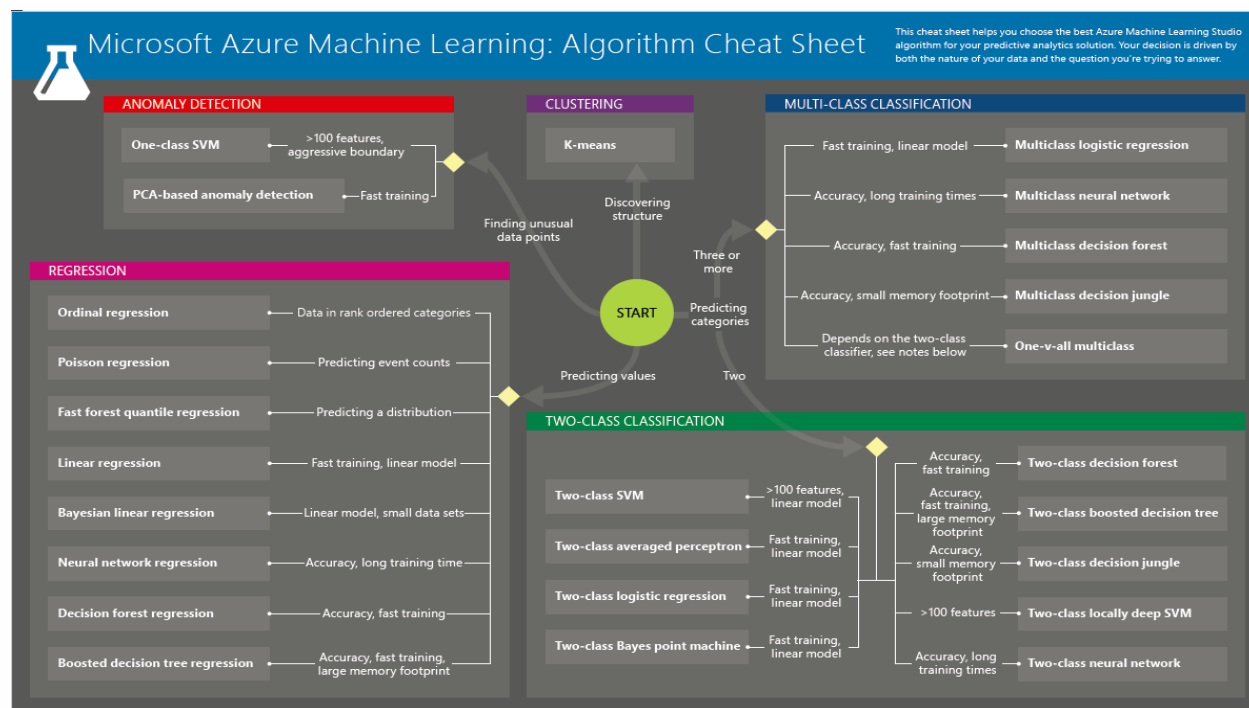 Microsoft Azure Machine Learning: Algorithm Cheat Sheet
This cheat sheet helps you choose the best Azure Machine Learning Studio
algorithm for your predictive analytics solution. Your decision is driven by
both the nature of your data and the question you're trying to answer.
ANOMALY DETECTION
One-class SVM
>100 features,
aggressive boundary
PCA-based anomaly detection
Fast training
CLUSTERING
K-means
MULTI-CLASS CLASSIFICATION
Fast training, linear model
Multiclass logistic regression
Accuracy, long training times
Multiclass neural network
Accuracy, fast training
Multiclass decision forest
Accuracy, small memory footprint
Multiclass decision jungle
Depends on the two-class
classifier, see notes below
One-v-all multiclass
Finding unusual
data points
Discovering
structure
Three or
more
START
Predicting
categories
Predicting values
Two
REGRESSION
Ordinal regression
Data in rank ordered categories
Poisson regression
Predicting event counts
Fast forest quantile regression
Predicting a distribution
Linear regression
Fast training, linear model
Bayesian linear regression
Linear model, small data sets
Neural network regression
Accuracy, long training time
Decision forest regression
Accuracy, fast training
Boosted decision tree regression
Accuracy, fast training,
large memory footprint
TWO-CLASS CLASSIFICATION
Two-class SVM
>100 features,
linear model
Two-class averaged perceptron
Fast training,
linear model
Two-class logistic regression
Fast training,
linear model
Two-class Bayes point machine
Fast training,
linear model
Accuracy,
fast training
Two-class decision forest
Accuracy,
fast training,
large memory
footprint
Two-class boosted decision tree
Accuracy,
small memory
footprint
Two-class decision jungle
>100 features
Two-class locally deep SVM
Accuracy, long
training times
Two-class neural network